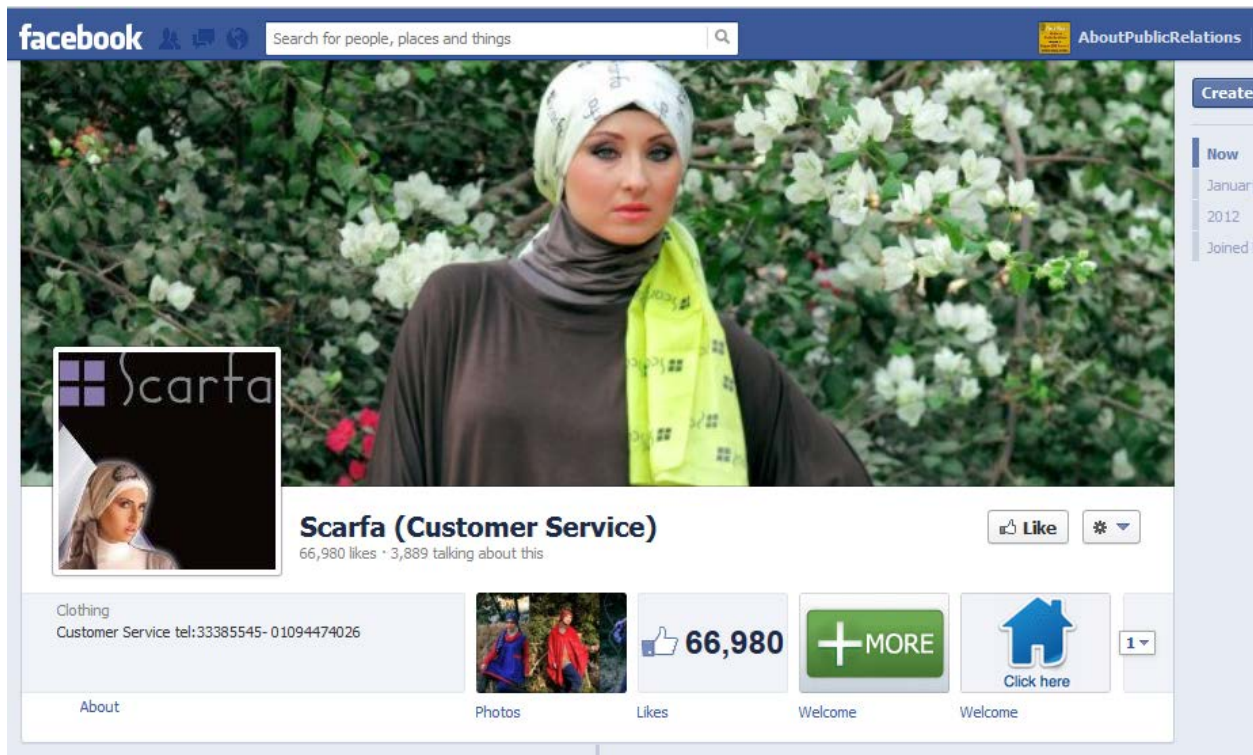 facebook
Search for people, places and things
AboutPublicRelations
Create
Now
Januar
2012
Joined
Scarfa
Scarfa (Customer Service)
Like
66,980 likes · 3,889 talking about this
Clothing
Customer Service tel:33385545- 01094474026
66,980
+MORE
Click here
1
About
Photos
Likes
Welcome
Welcome